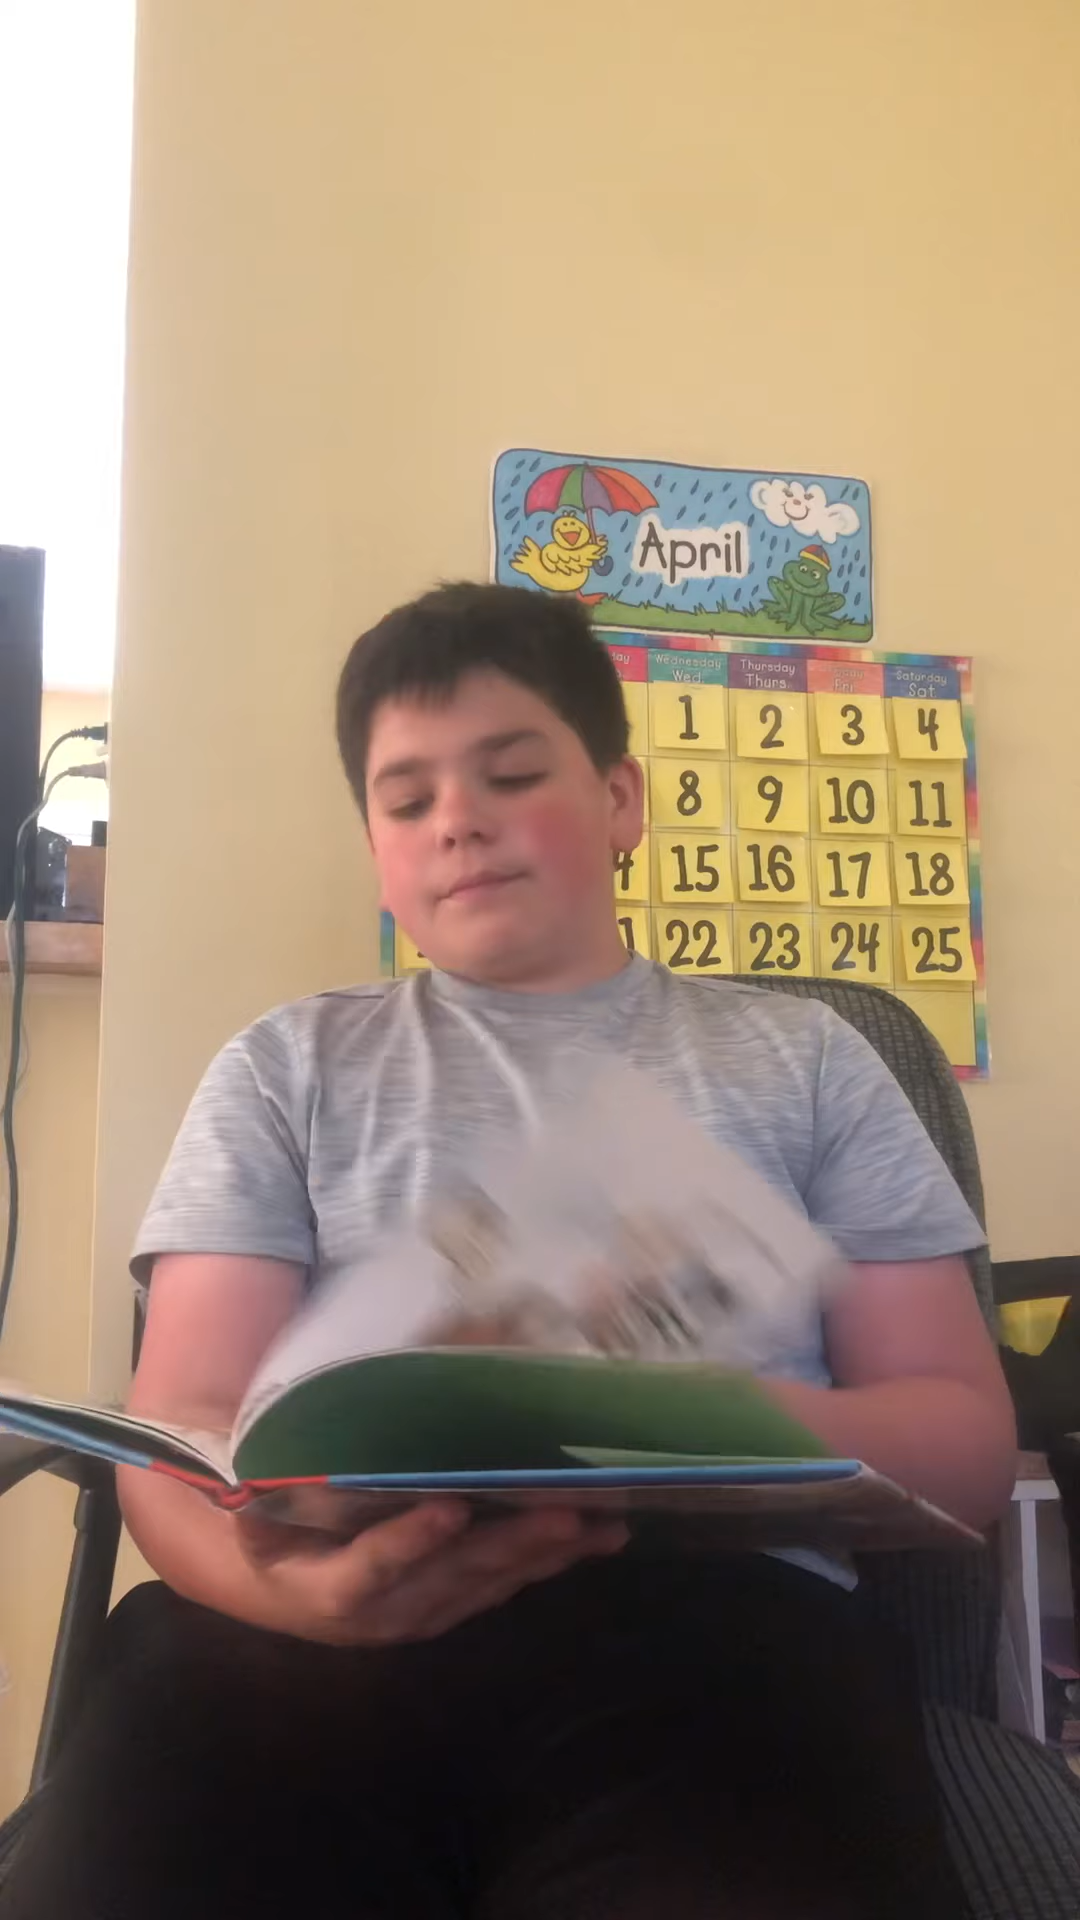 April
Wednesday Thursday Saturday
Wed. Thurs. Fri. Sat.
1 2 3 4
8 9 10 11
15 16 17 18
22 23 24 25